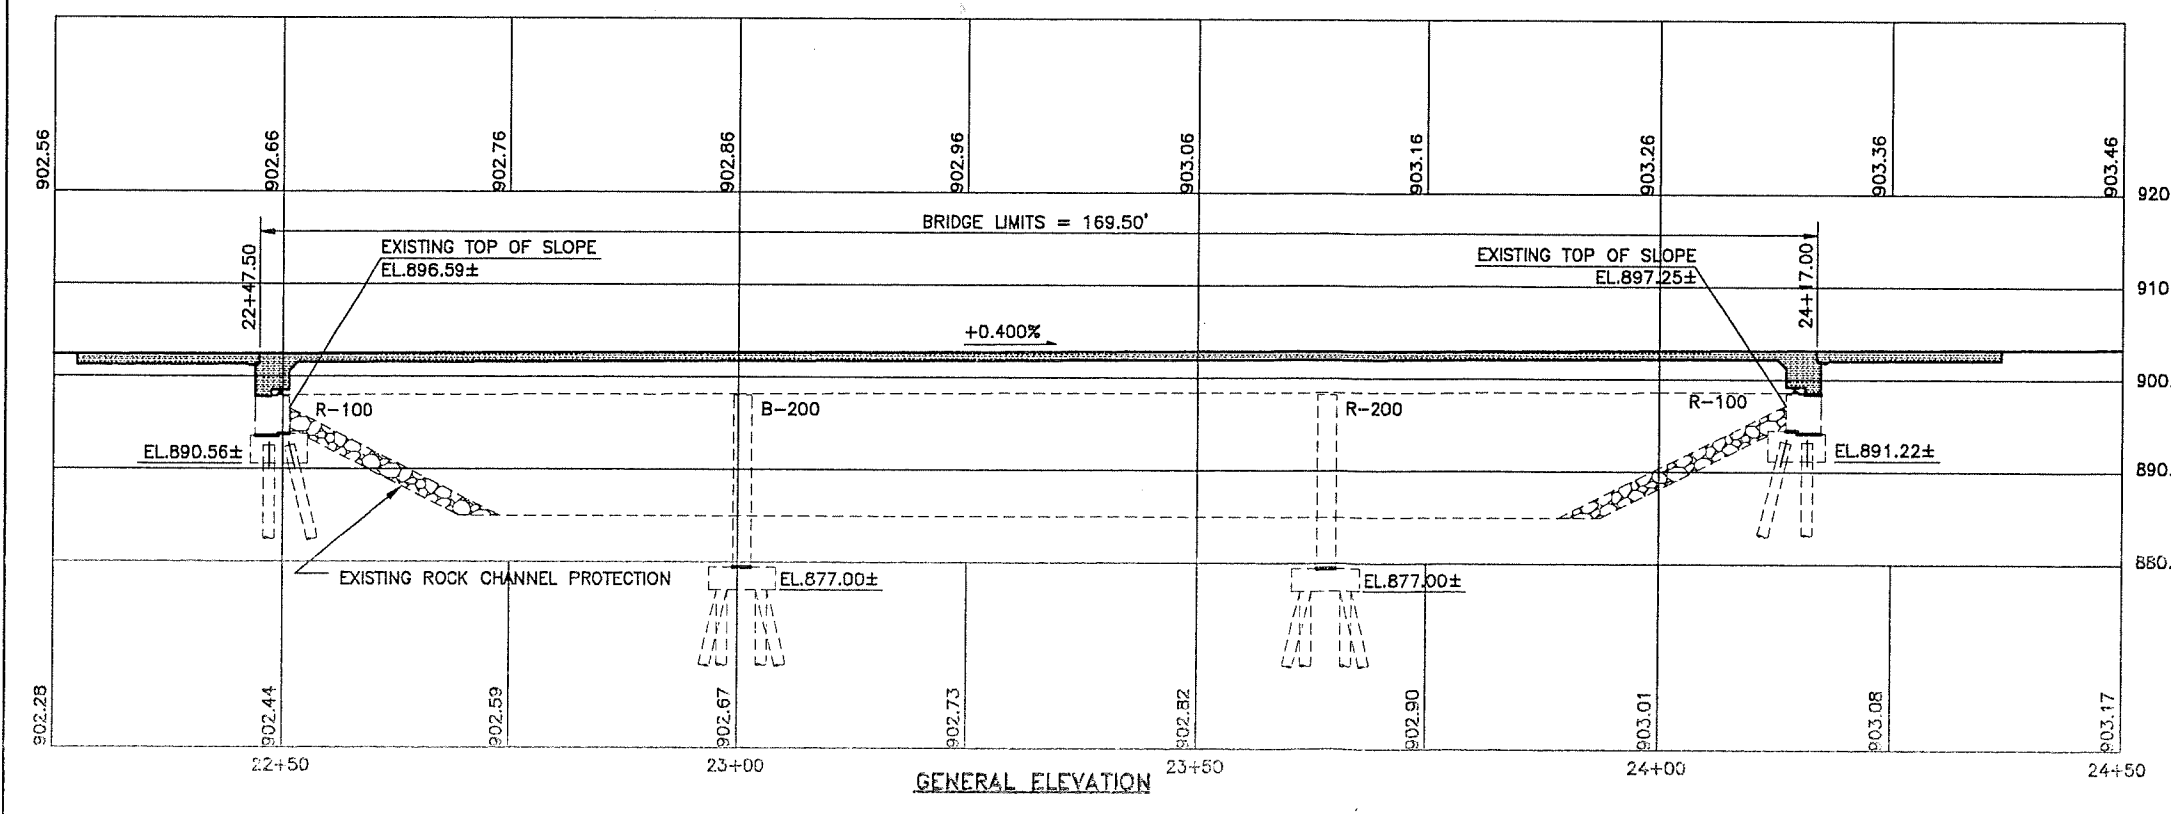 902.56
902.66
902.76
902.86
902.96
903.06
903.16
903.26
903.36
903.46
920
BRIDGE LIMITS = 169.50'
22+47.50
EXISTING TOP OF SLOPE
EL.896.59±
EXISTING TOP OF SLOPE
EL.897.25±
24+17.00
910
+0.400%
900.
R-100
B-200
R-200
R-100
EL.890.56±
EL.891.22±
890.
EXISTING ROCK CHANNEL PROTECTION
EL.877.00±
EL.877.00±
880.
902.28
902.44
902.59
902.67
902.73
902.82
902.90
903.01
903.08
903.17
22+50
23+00
23+50
24+00
24+50
GENERAL ELEVATION